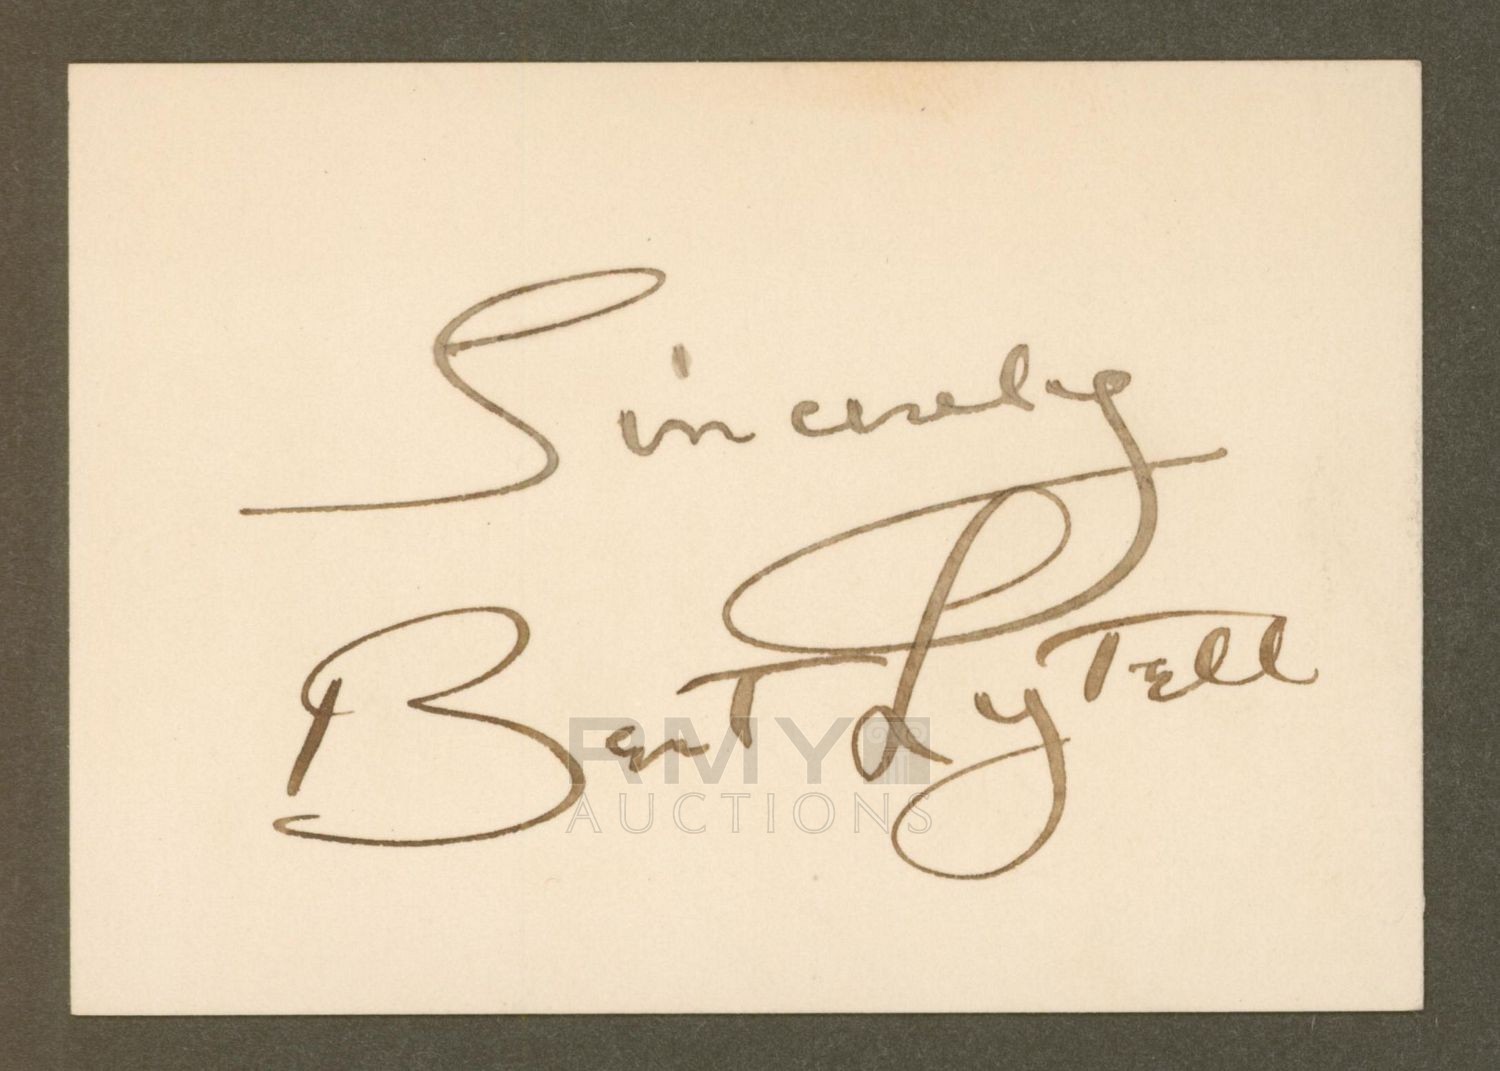 Sincerely
Bert Lytell
RMY
AUCTIONS